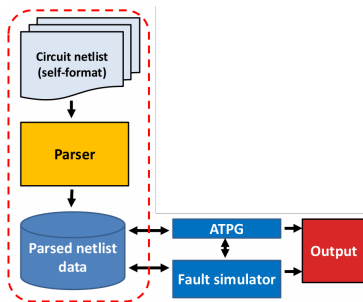 Circuit netlist
(self-format)
Parser
Parsed netlist
data
ATPG
Fault simulator
Output